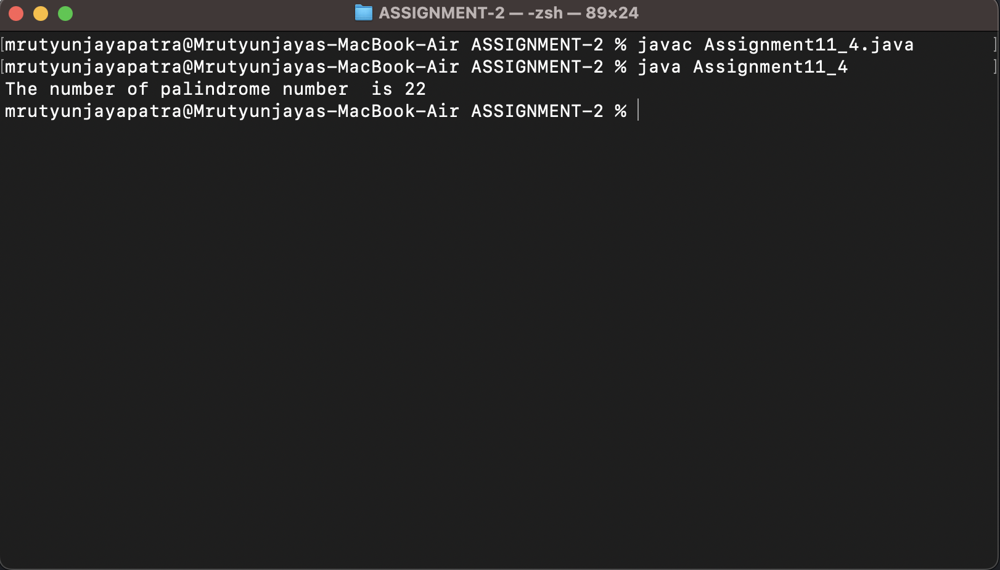 ASSIGNMENT-2 — -zsh — 89×24
[mrutyunjayapatra@Mrutyunjayas-MacBook-Air ASSIGNMENT-2 % javac Assignment11_4.java ]
[mrutyunjayapatra@Mrutyunjayas-MacBook-Air ASSIGNMENT-2 % java Assignment11_4 ]
The number of palindrome number  is 22
mrutyunjayapatra@Mrutyunjayas-MacBook-Air ASSIGNMENT-2 %